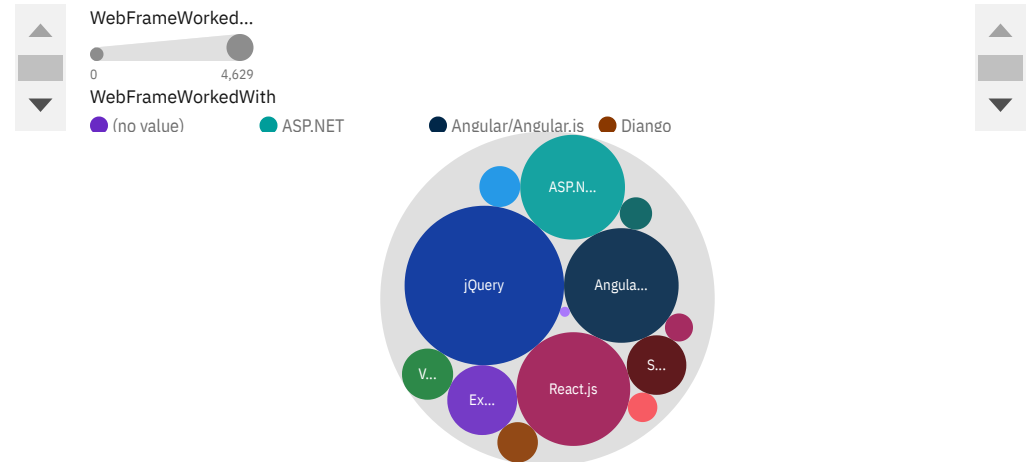 WebFrameWorked...
0 4,629
WebFrameWorkedWith
(no value) ASP.NET Angular/Angular.js Django
ASP.N...
jQuery Angula...
S...
V... React.js
Ex...